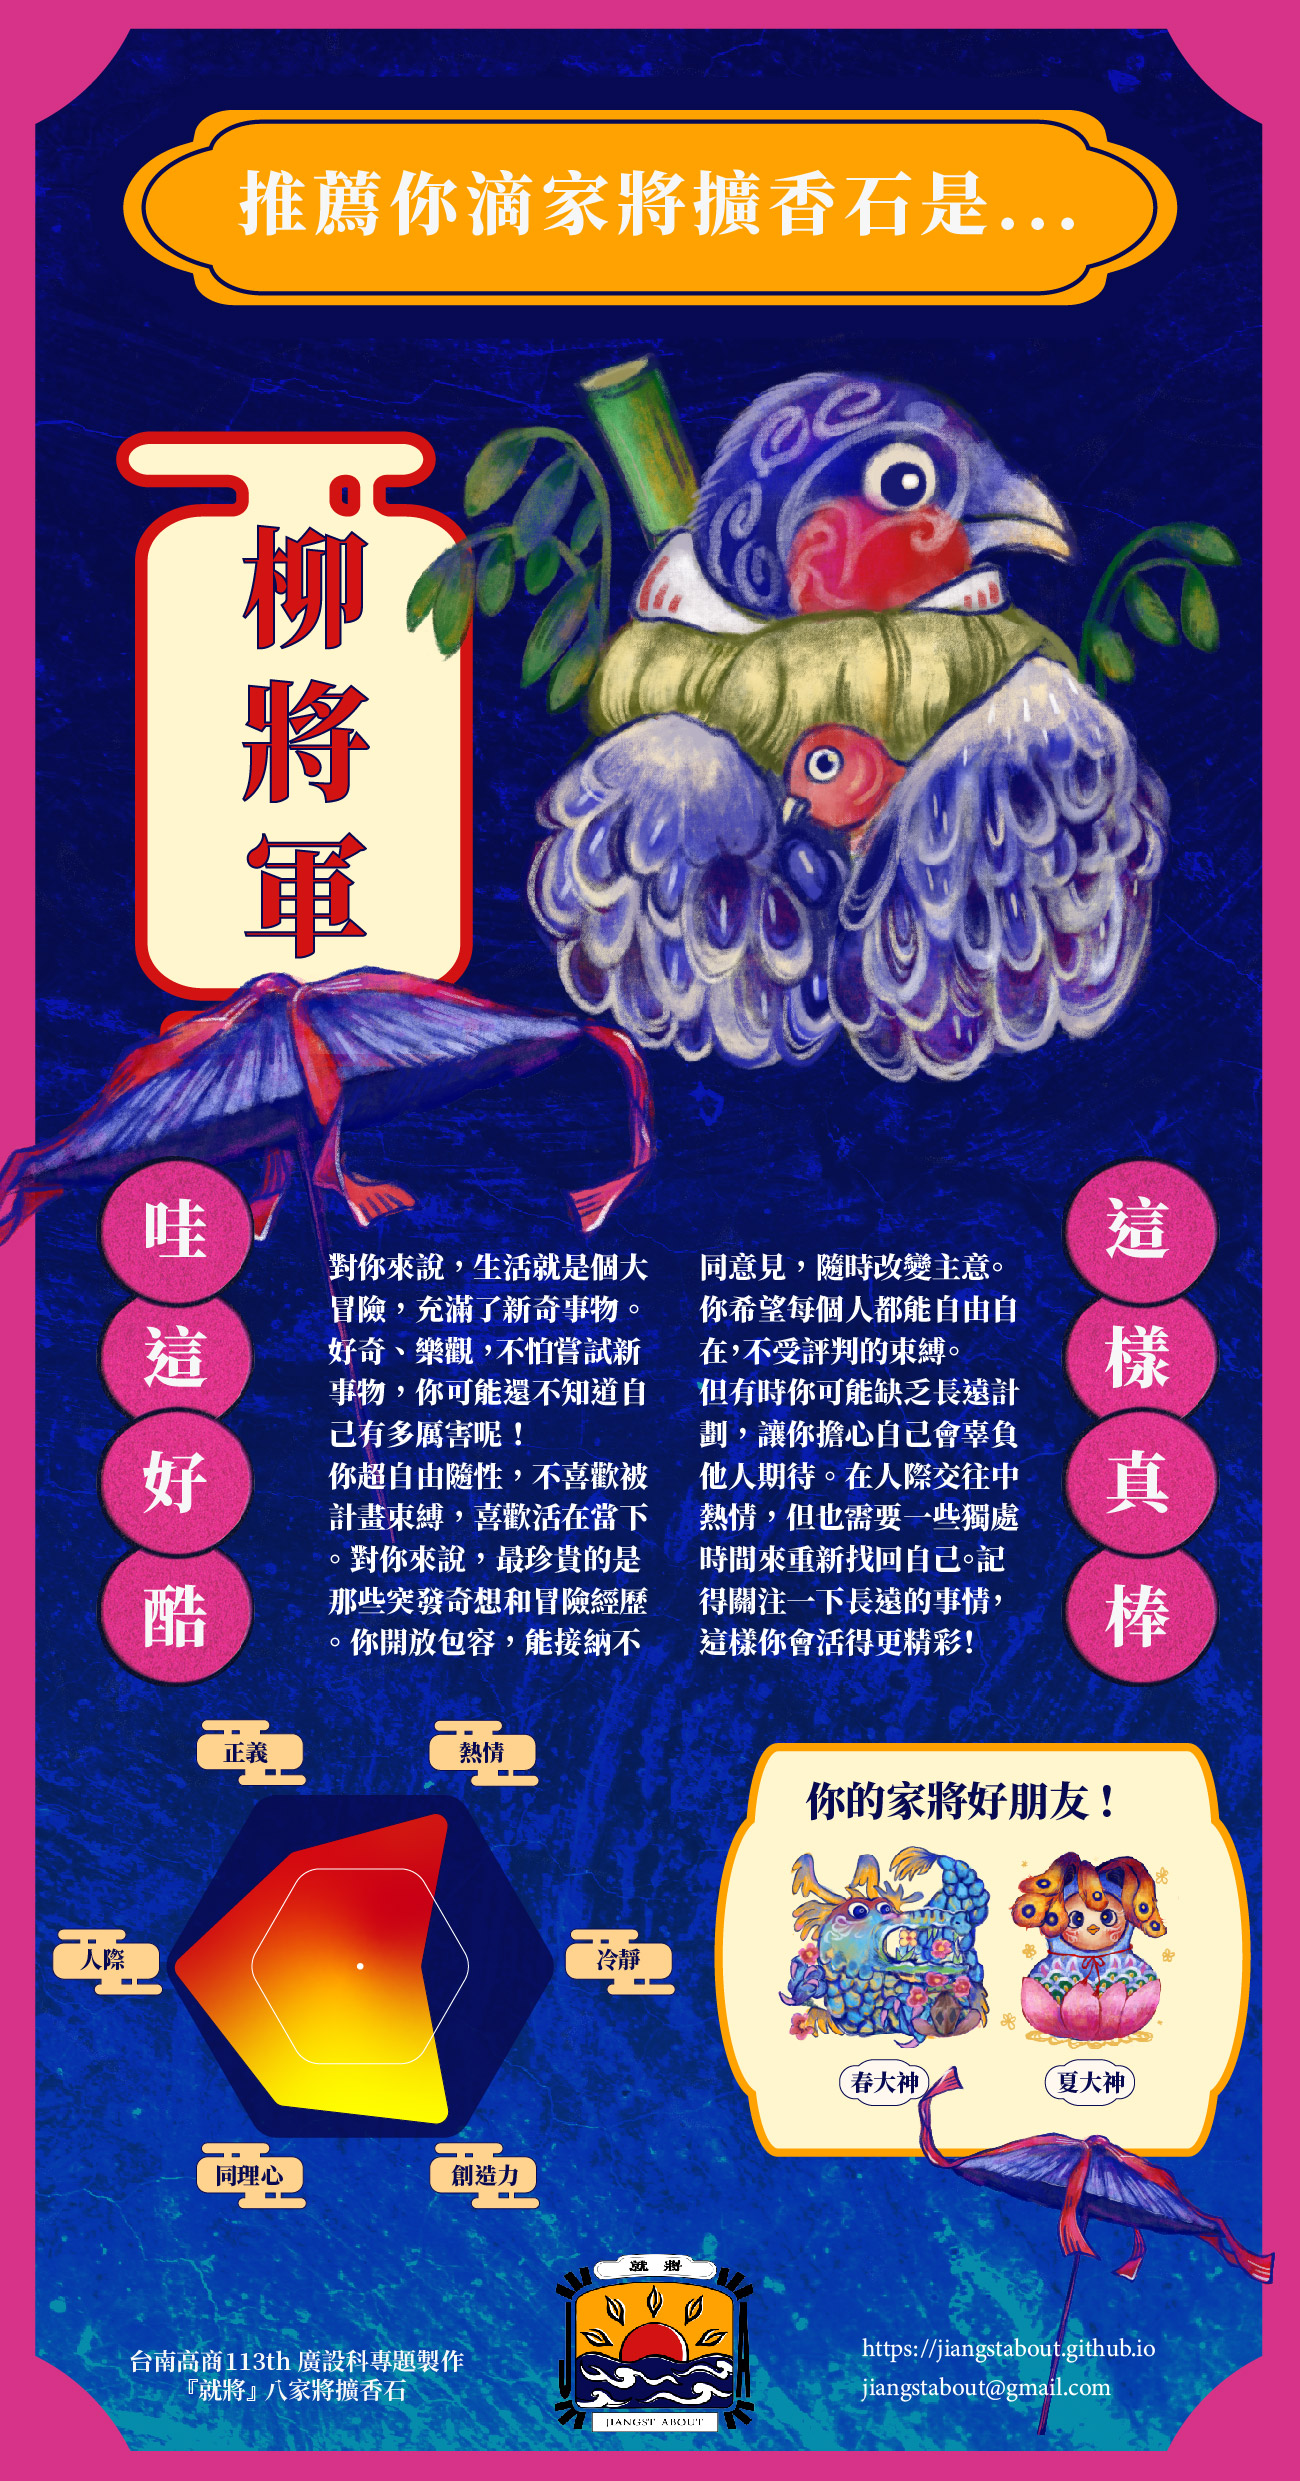 推薦你滴家將擴香石是...
柳將軍
哇這好酷
對你來說，生活就是個大
冒險，充滿了新奇事物。
好奇、樂觀，不怕嘗試新
事物，你可能還不知道自
己有多厲害呢！
你超自由隨性，不喜歡被
計畫束縛，喜歡活在當下
。對你來說，最珍貴的是
那些突發奇想和冒險經歷
。你開放包容，能接納不
同意見，隨時改變主意。
你希望每個人都能自由自
在，不受評判的束縛。
但有時你可能缺乏長遠計
劃，讓你擔心自己會辜負
他人期待。在人際交往中
熱情，但也需要一些獨處
時間來重新找回自己。記
得關注一下長遠的事情，
這樣你會活得更精彩！
這樣真棒
正義
熱情
人際
冷靜
同理心
創造力
你的家將好朋友！
春大神
夏大神
台南高商113th 廣設科專題製作
『就將』八家將擴香石
就將
JIANGST ABOUT
https://jiangstabout.github.io
jiangstabout@gmail.com